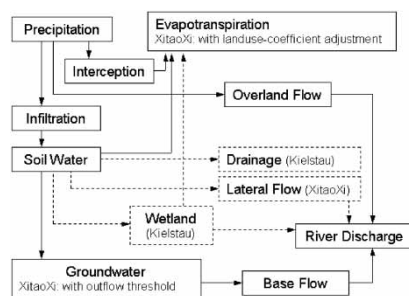 Precipitation
Evapotranspiration
XitaoXi: with landuse-coefficient adjustment
Interception
Overland Flow
Infiltration
Soil Water
Drainage (Kielstau)
Lateral Flow (XitaoXi)
Wetland
(Kielstau)
River Discharge
Groundwater
XitaoXi: with outflow threshold
Base Flow